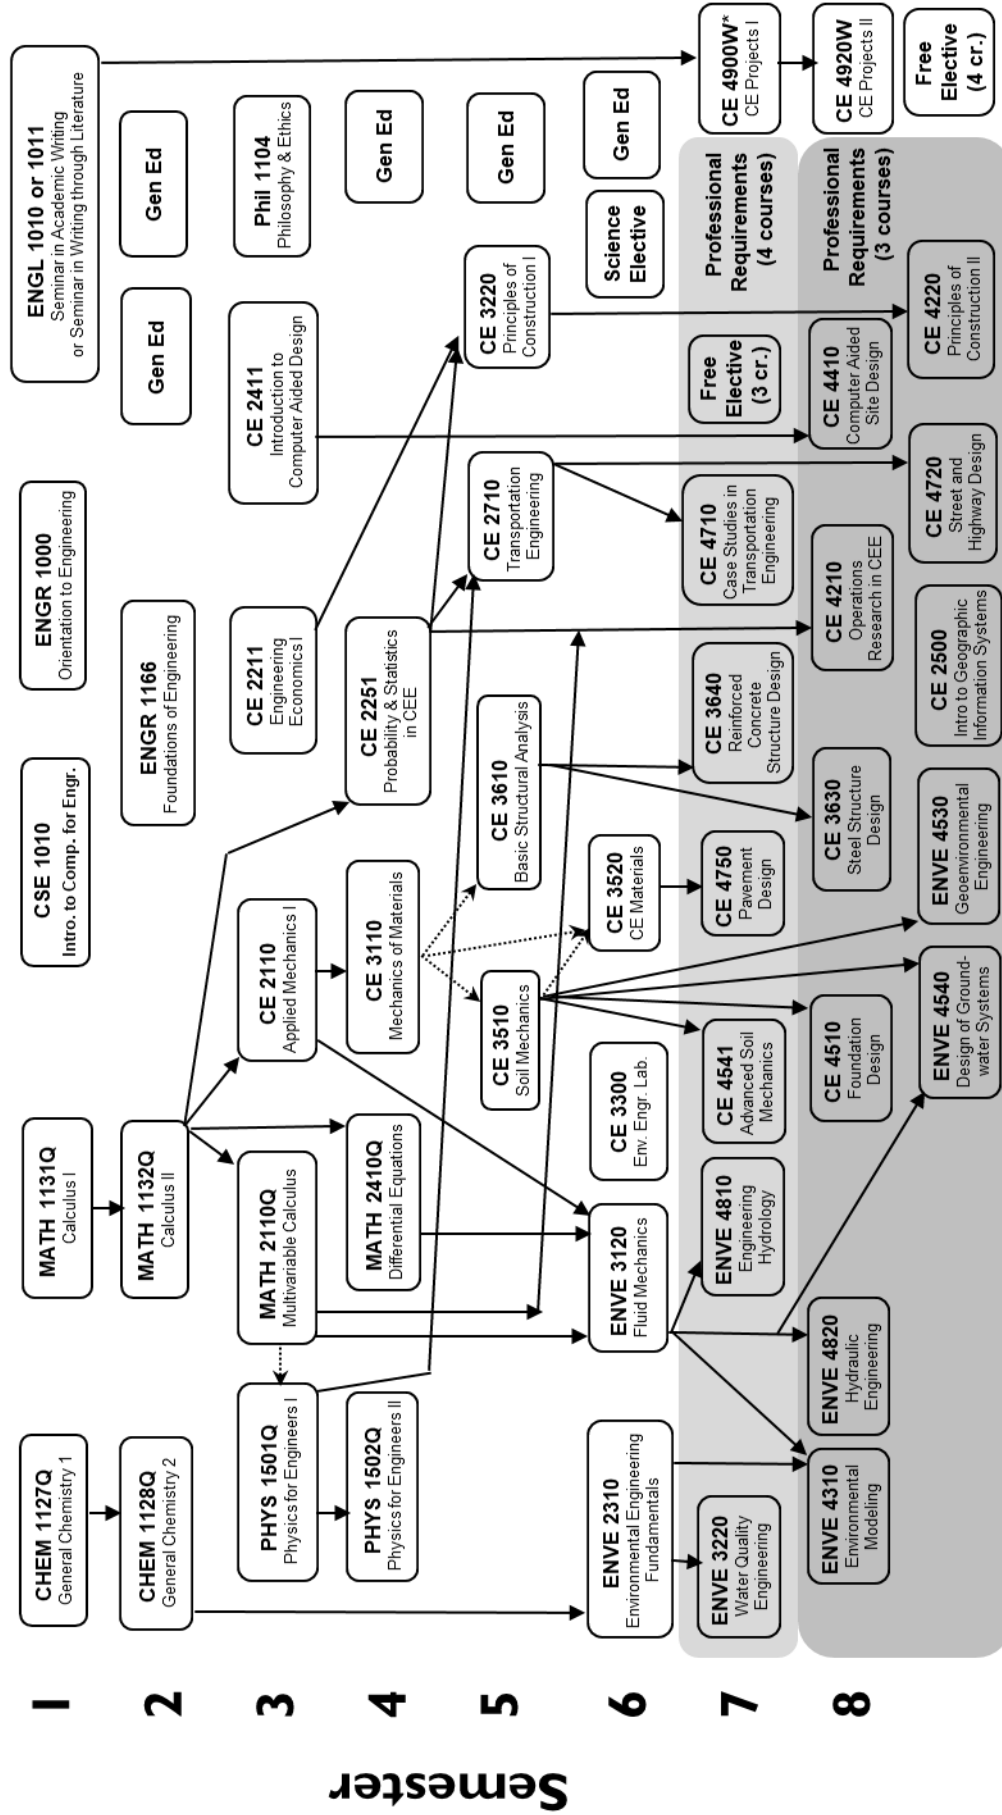 Semester
1
CHEM 1127Q
General Chemistry 1
MATH 1131Q
Calculus I
CSE 1010
Intro. to Comp. for Engr.
ENGR 1000
Orientation to Engineering
ENGL 1010 or 1011
Seminar in Academic Writing
or Seminar in Writing through Literature
2
CHEM 1128Q
General Chemistry 2
MATH 1132Q
Calculus II
ENGR 1166
Foundations of Engineering
Gen Ed
Gen Ed
3
PHYS 1501Q
Physics for Engineers I
MATH 2110Q
Multivariable Calculus
CE 2110
Applied Mechanics I
CE 2211
Engineering
Economics I
CE 2411
Introduction to
Computer Aided Design
Phil 1104
Philosophy & Ethics
4
PHYS 1502Q
Physics for Engineers II
MATH 2410Q
Differential Equations
CE 3110
Mechanics of Materials
CE 2251
Probability & Statistics
in CEE
Gen Ed
5
CE 3510
Soil Mechanics
CE 3610
Basic Structural Analysis
CE 2710
Transportation
Engineering
CE 3220
Principles of
Construction I
Gen Ed
6
ENVE 2310
Environmental Engineering
Fundamentals
ENVE 3120
Fluid Mechanics
CE 3300
Env. Engr. Lab.
CE 3520
CE Materials
Science
Elective
Gen Ed
7
ENVE 3220
Water Quality
Engineering
ENVE 4810
Engineering
Hydrology
CE 4541
Advanced Soil
Mechanics
CE 4750
Pavement
Design
CE 3640
Reinforced
Concrete
Structure Design
CE 4710
Case Studies in
Transportation
Engineering
Free
Elective
(3 cr.)
Professional
Requirements
(4 courses)
CE 4900W*
CE Projects I
8
ENVE 4310
Environmental
Modeling
ENVE 4820
Hydraulic
Engineering
CE 4510
Foundation
Design
CE 3630
Steel Structure
Design
CE 4210
Operations
Research in CEE
CE 4410
Computer Aided
Site Design
Professional
Requirements
(3 courses)
CE 4920W
CE Projects II
ENVE 4540
Design of Ground-
water Systems
ENVE 4530
Geoenvironmental
Engineering
CE 2500
Intro to Geographic
Information Systems
CE 4720
Street and
Highway Design
CE 4220
Principles of
Construction II
Free
Elective
(4 cr.)